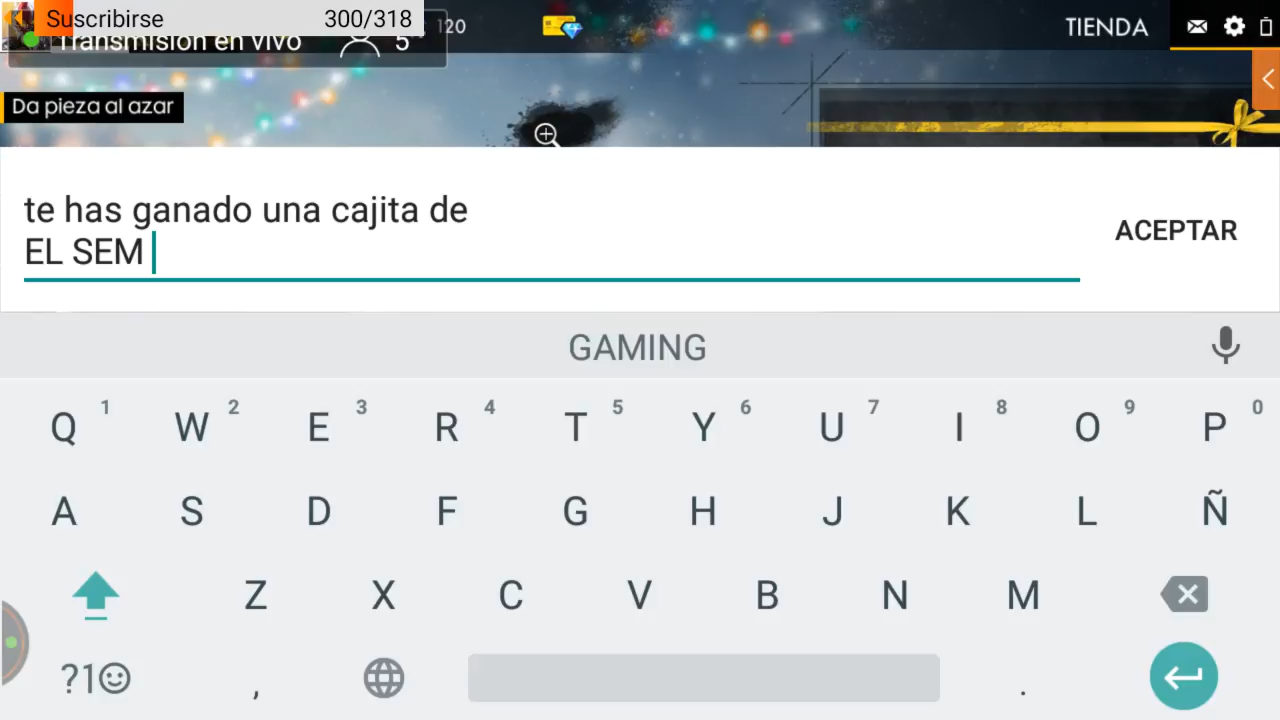 Suscribirse 300/318
Transmisión en vivo 5
120
TIENDA
Da pieza al azar
te has ganado una cajita de
EL SEM
ACEPTAR
GAMING
Q 1 W 2 E 3 R 4 T 5 Y 6 U 7 I 8 O 9 P 0
A S D F G H J K L Ñ
Z X C V B N M
?1 , .